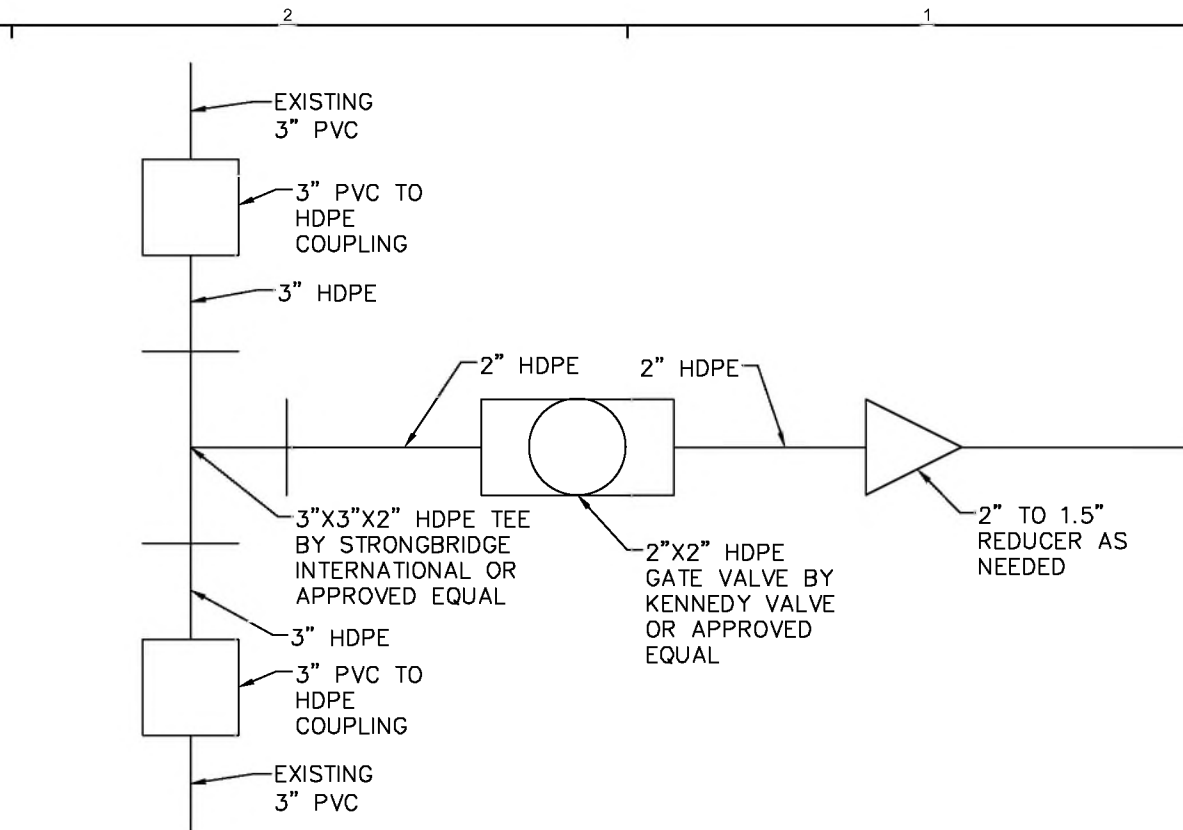 2
1
EXISTING
3” PVC
3” PVC TO
HDPE
COUPLING
3” HDPE
2” HDPE
2” HDPE
3”X3”X2” HDPE TEE
BY STRONGBRIDGE
INTERNATIONAL OR
APPROVED EQUAL
2”X2” HDPE
GATE VALVE BY
KENNEDY VALVE
OR APPROVED
EQUAL
2” TO 1.5”
REDUCER AS
NEEDED
3” HDPE
3” PVC TO
HDPE
COUPLING
EXISTING
3” PVC